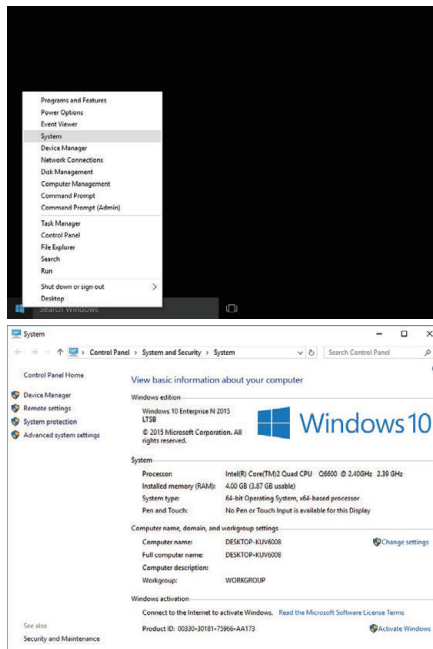 Programs and Features
Power Options
Event Viewer
System
Device Manager
Network Connections
Disk Management
Computer Management
Command Prompt
Command Prompt (Admin)
Task Manager
Control Panel
File Explorer
Search
Run
Shut down or sign out
Desktop
Search Windows
System
Control Panel > System and Security > System
Search Control Panel
Control Panel Home
Device Manager
Remote settings
System protection
Advanced system settings
View basic information about your computer
Windows edition
Windows 10 Enterprise N 2015
LTSB
© 2015 Microsoft Corporation. All
rights reserved.
Windows 10
System
Processor: Intel(R) Core(TM)2 Quad CPU Q6600 @ 2.40GHz 2.39 GHz
Installed memory (RAM): 4.00 GB (3.87 GB usable)
System type: 64-bit Operating System, x64-based processor
Pen and Touch: No Pen or Touch Input is available for this Display
Computer name, domain, and workgroup settings
Computer name: DESKTOP-KUV6008
Change settings
Full computer name: DESKTOP-KUV6008
Computer description:
Workgroup: WORKGROUP
Windows activation
Connect to the Internet to activate Windows. Read the Microsoft Software License Terms
Product ID: 00330-30181-75966-AA173
Activate Windows
See also
Security and Maintenance